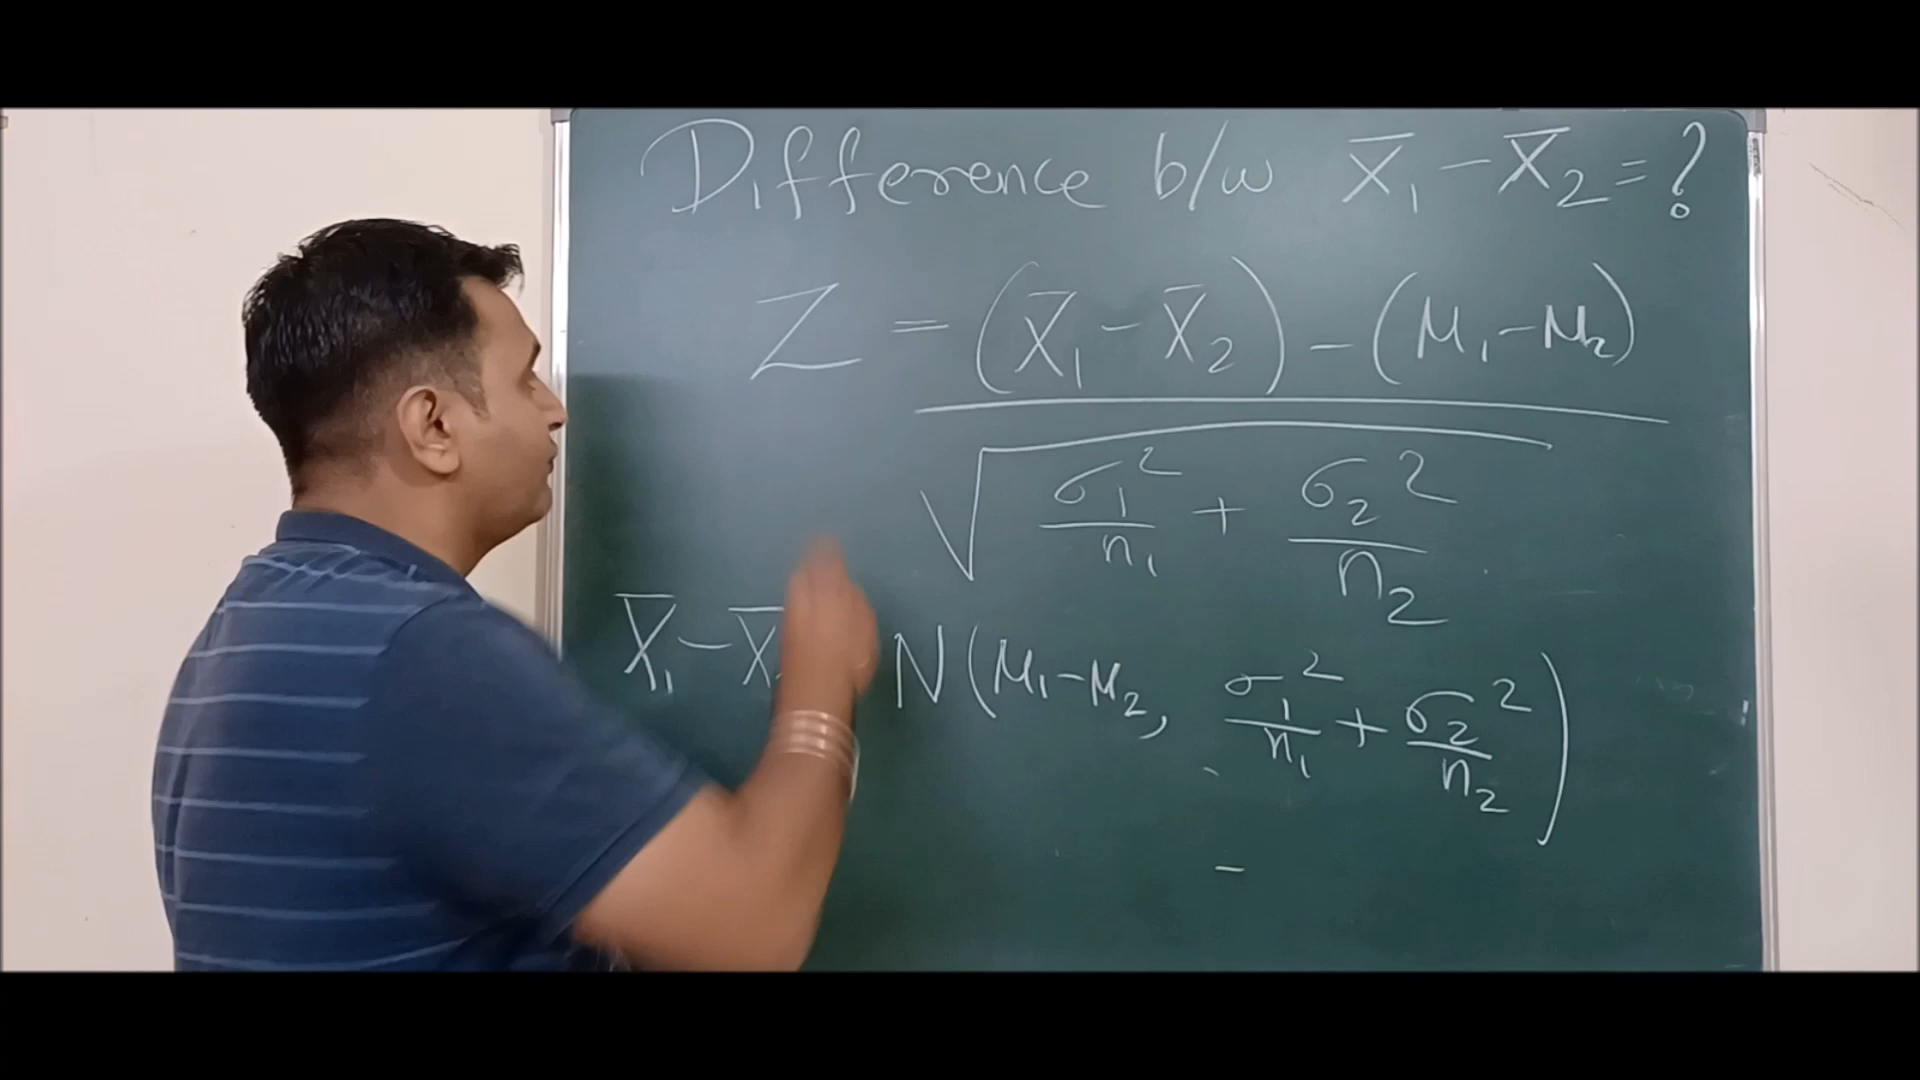 Difference b/w X̄₁ - X̄₂ = ?
Z = (X̄₁ - X̄₂) - (μ₁ - μ₂)
√ σ₁²/n₁ + σ₂²/n₂
X̄₁ - X̄ N(μ₁ - μ₂, σ₁²/n₁ + σ₂²/n₂)